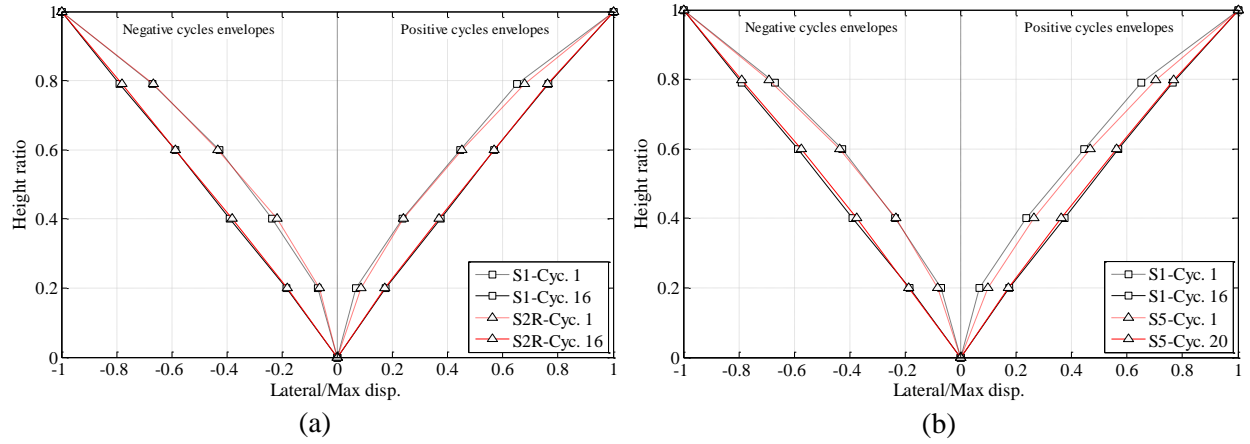 Negative cycles envelopes
Positive cycles envelopes
1
0.8
0.6
0.4
0.2
0
Height ratio
S1-Cyc. 1
S1-Cyc. 16
S2R-Cyc. 1
S2R-Cyc. 16
-1 -0.8 -0.6 -0.4 -0.2 0 0.2 0.4 0.6 0.8 1
Lateral/Max disp.
(a)
Negative cycles envelopes
Positive cycles envelopes
1
0.8
0.6
0.4
0.2
0
Height ratio
S1-Cyc. 1
S1-Cyc. 16
S5-Cyc. 1
S5-Cyc. 20
-1 -0.8 -0.6 -0.4 -0.2 0 0.2 0.4 0.6 0.8 1
Lateral/Max disp.
(b)